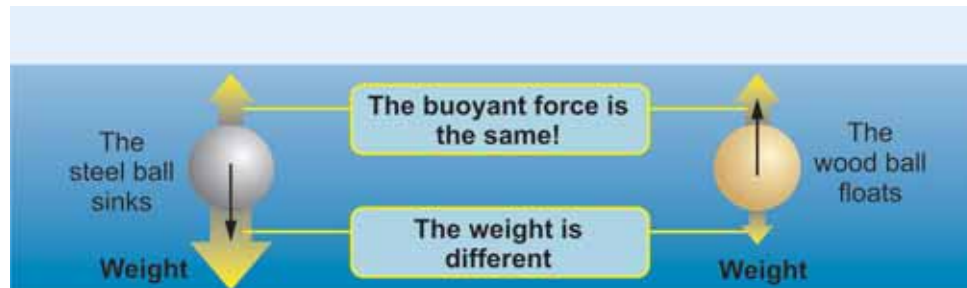 The buoyant force is
the same!
The
steel ball
sinks
The
wood ball
floats
The weight is
different
Weight
Weight